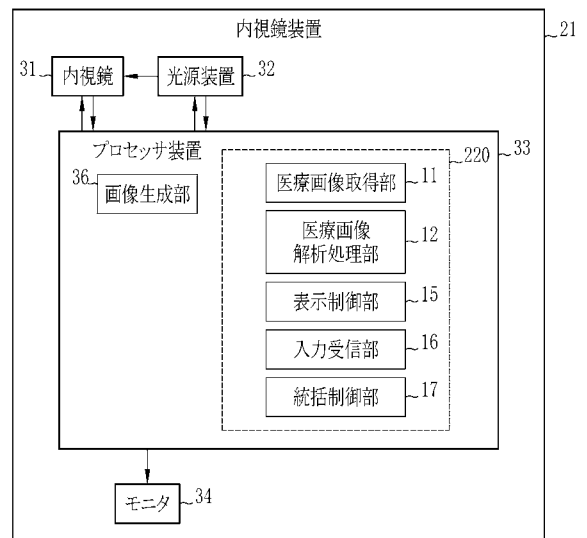 内視鏡装置
21
31
内視鏡
光源装置
32
プロセッサ装置
33
36
画像生成部
220
医療画像取得部
11
医療画像
解析処理部
12
表示制御部
15
入力受信部
16
統括制御部
17
モニタ
34